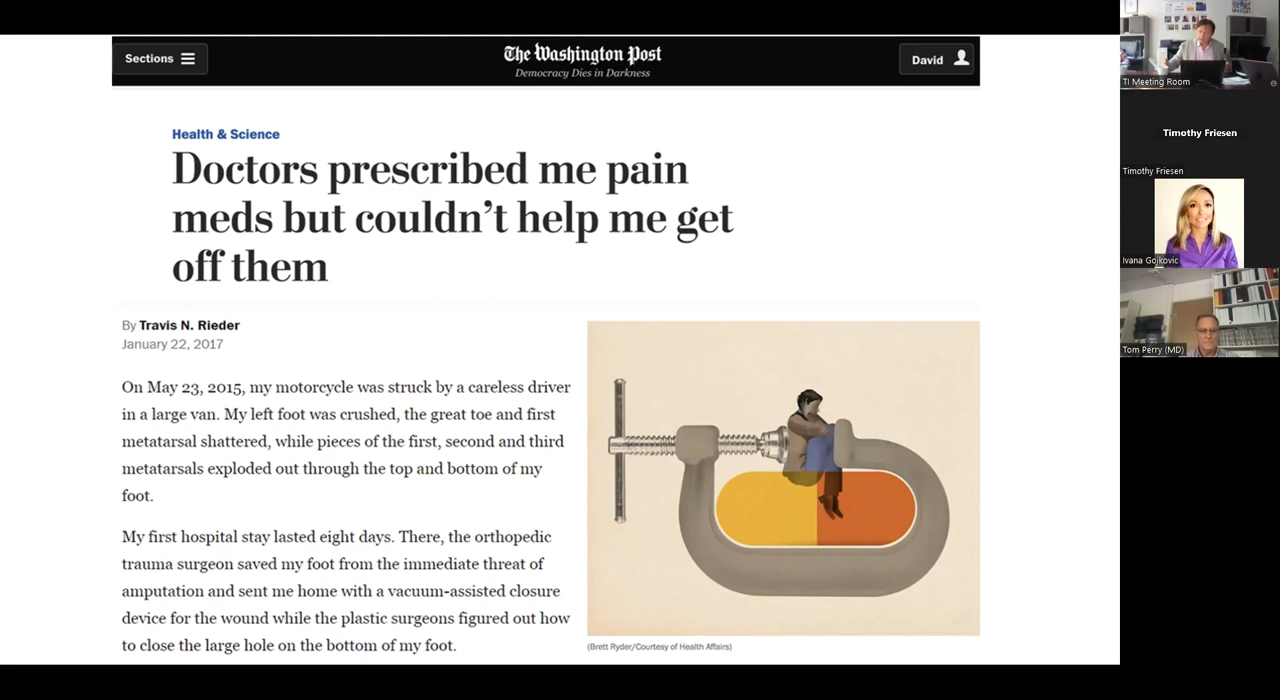 Sections
The Washington Post
Democracy Dies in Darkness
David
Health & Science
Doctors prescribed me pain
meds but couldn’t help me get
off them
By Travis N. Rieder
January 22, 2017
On May 23, 2015, my motorcycle was struck by a careless driver
in a large van. My left foot was crushed, the great toe and first
metatarsal shattered, while pieces of the first, second and third
metatarsals exploded out through the top and bottom of my
foot.
My first hospital stay lasted eight days. There, the orthopedic
trauma surgeon saved my foot from the immediate threat of
amputation and sent me home with a vacuum-assisted closure
device for the wound while the plastic surgeons figured out how
to close the large hole on the bottom of my foot.
(Brett Ryder/Courtesy of Health Affairs)
TI Meeting Room
Timothy Friesen
Timothy Friesen
Ivana Gojkovic
Tom Perry (MD)